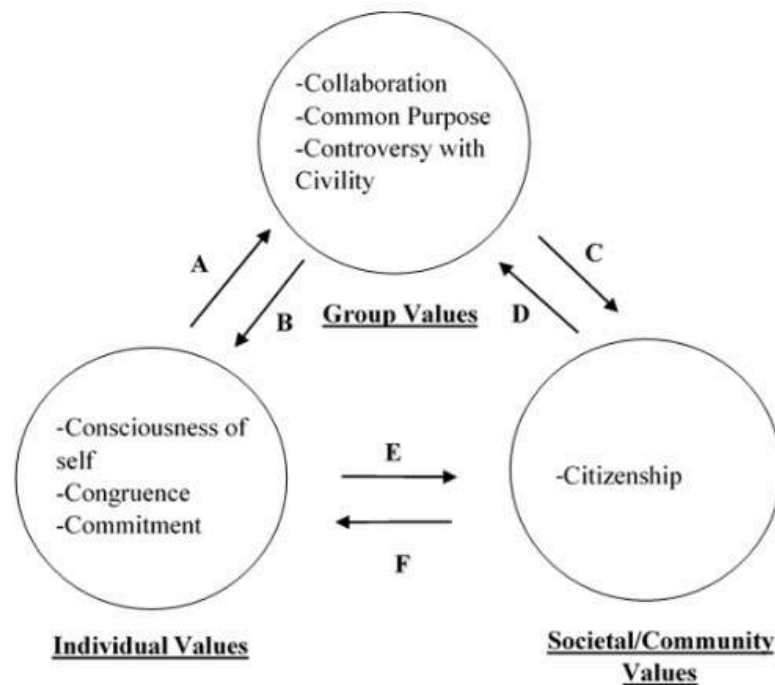 -Collaboration
-Common Purpose
-Controversy with
Civility
A
B
C
D
Group Values
-Consciousness of
self
-Congruence
-Commitment
E
F
-Citizenship
Individual Values
Societal/Community
Values